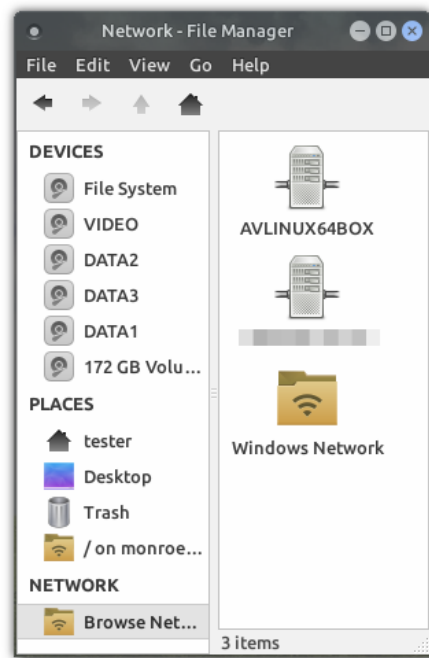 Network - File Manager
File Edit View Go Help
DEVICES
File System
VIDEO
DATA2
DATA3
DATA1
172 GB Volu...
PLACES
tester
Desktop
Trash
/ on monroe...
NETWORK
Browse Net...
AVLINUX64BOX
Windows Network
3 items